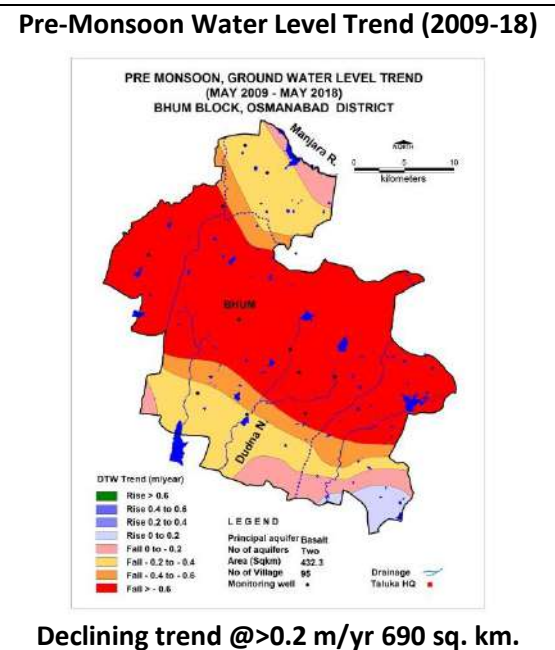 Pre-Monsoon Water Level Trend (2009-18)
PRE MONSOON, GROUND WATER LEVEL TREND
(MAY 2009 - MAY 2018)
BHUM BLOCK, OSMANABAD DISTRICT
Manjara R.
NORTH
0 5 10
kilometers
BHUM
Dudna N
DTW Trend (m/year)
Rise > 0.6
Rise 0.4 to 0.6
Rise 0.2 to 0.4
Rise 0 to 0.2
Fall 0 to - 0.2
Fall - 0.2 to - 0.4
Fall - 0.4 to - 0.6
Fall > - 0.6
LEGEND
Principal aquifer Basalt
No of aquifers Two
Area (Sqkm) 432.3
No of Village 95
Monitoring well
Drainage
Taluka HQ
Declining trend @>0.2 m/yr 690 sq. km.